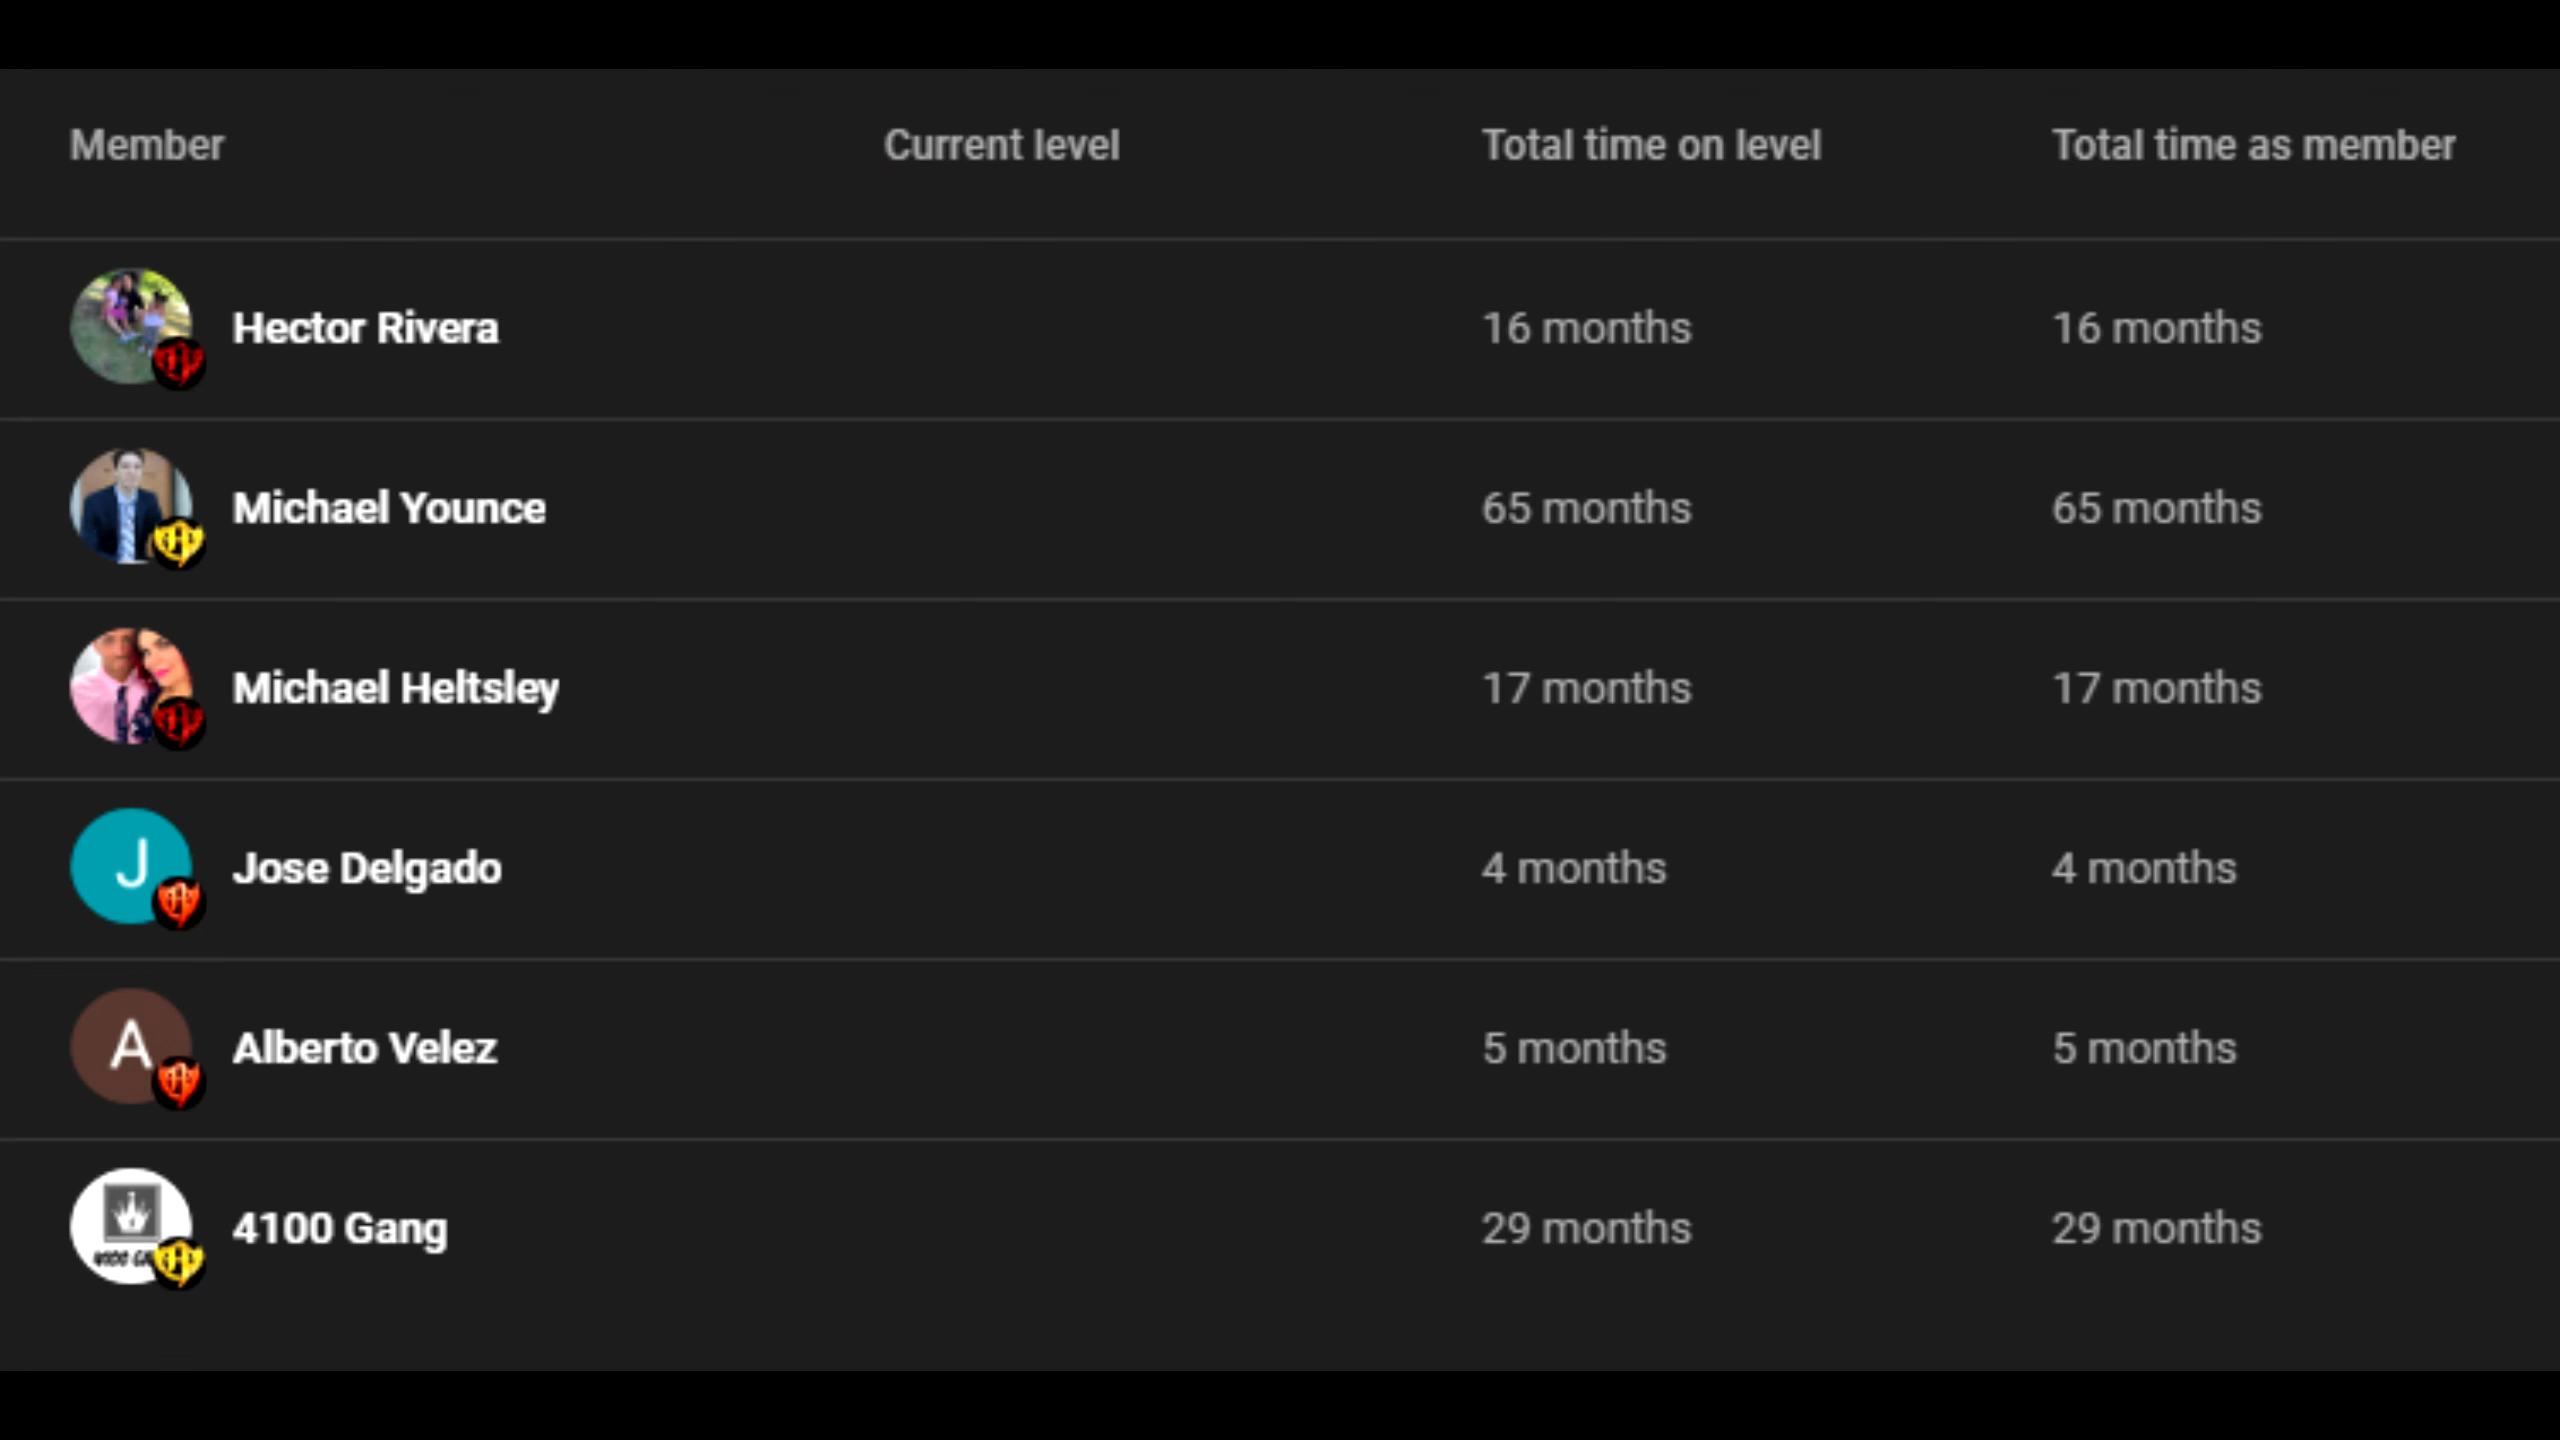 Member Current level Total time on level Total time as member
Hector Rivera 16 months 16 months
Michael Younce 65 months 65 months
Michael Heltsley 17 months 17 months
J Jose Delgado 4 months 4 months
A Alberto Velez 5 months 5 months
4100 Gang 29 months 29 months